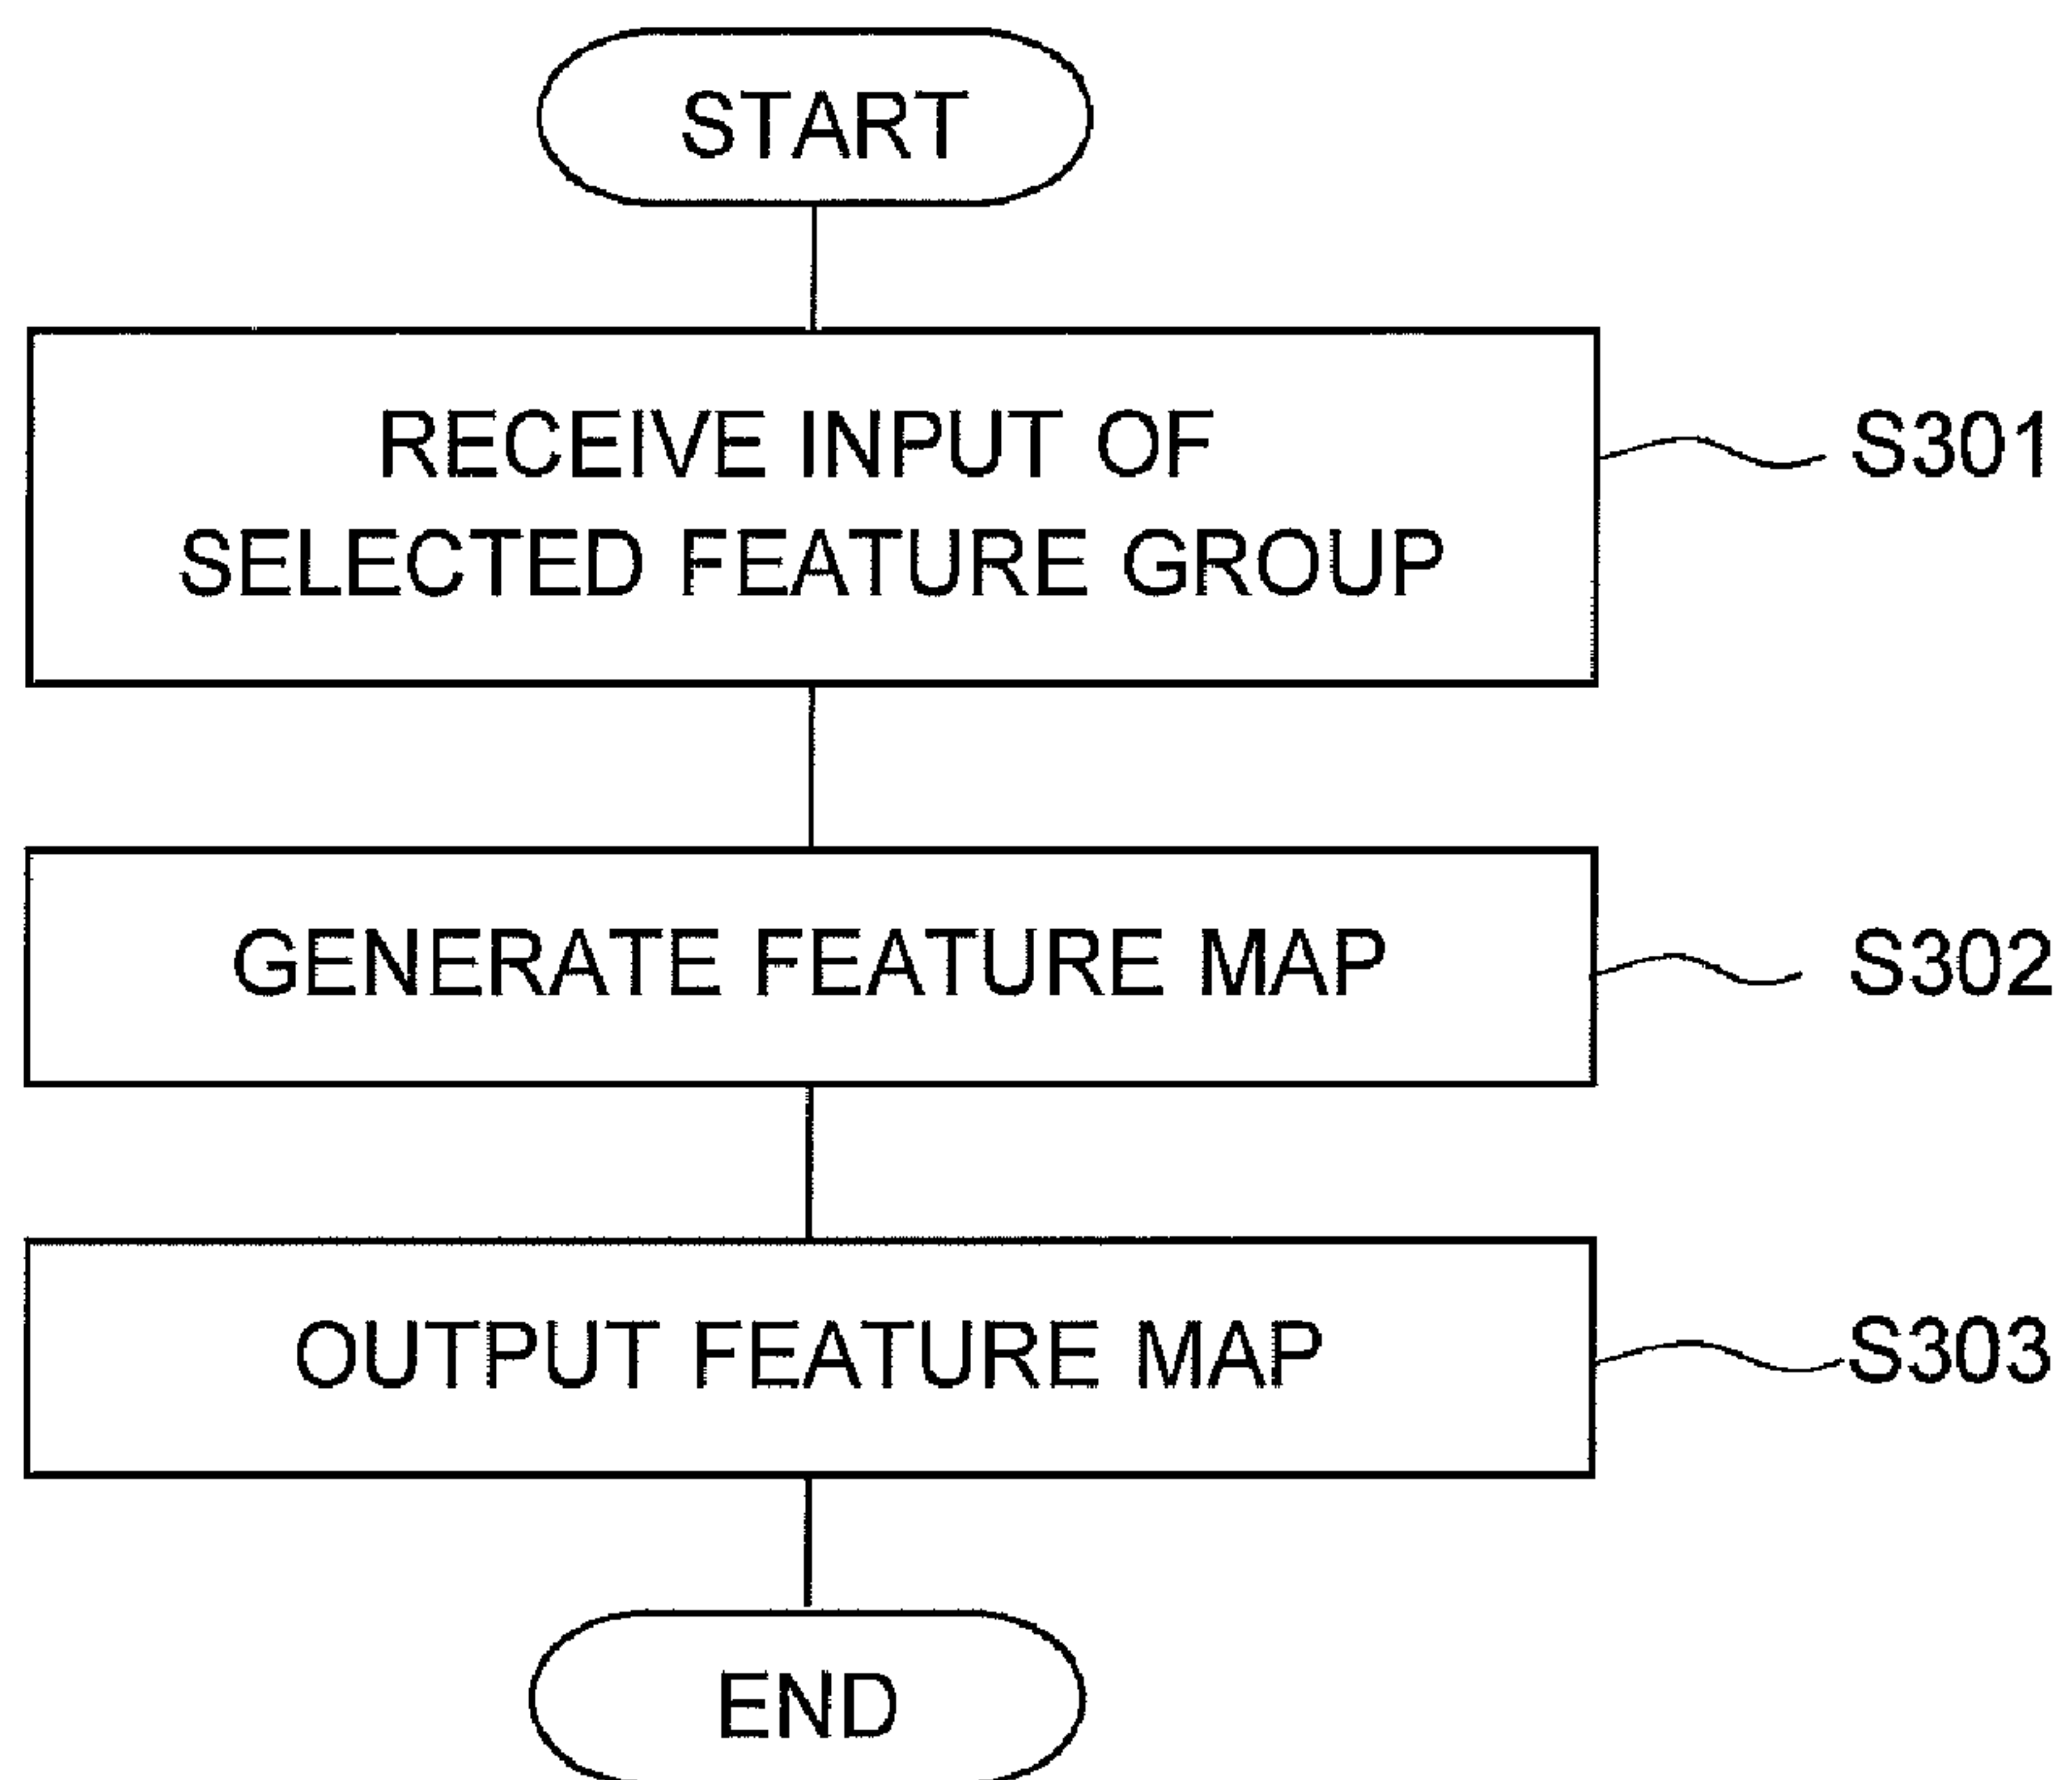 START
RECEIVE INPUT OF
SELECTED FEATURE GROUP
S301
GENERATE FEATURE MAP
S302
OUTPUT FEATURE MAP
S303
END